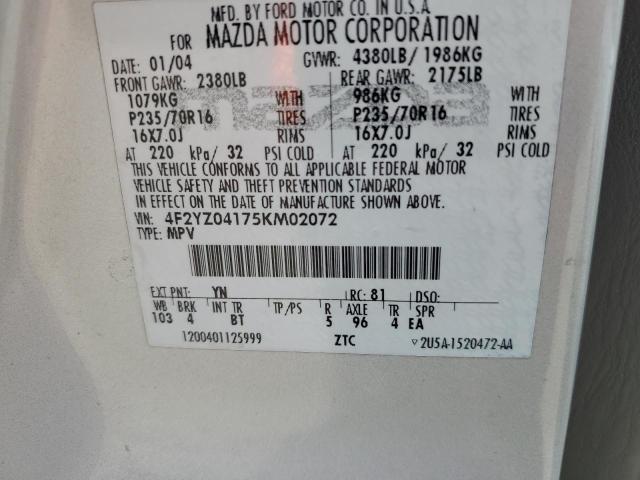 MFD. BY FORD MOTOR CO. IN U.S.A.
FOR MAZDA MOTOR CORPORATION
DATE: 01/04 GVWR: 4380LB/ 1986KG
FRONT GAWR: 2380LB REAR GAWR: 2175LB
1079KG WITH 986KG WITH
P235/70R16 TIRES P235/70R16 TIRES
16X7.0J RIMS 16X7.0J RIMS
AT 220 kPa/ 32 PSI COLD AT 220 kPa/ 32 PSI COLD
THIS VEHICLE CONFORMS TO ALL APPLICABLE FEDERAL MOTOR
VEHICLE SAFETY AND THEFT PREVENTION STANDARDS
IN EFFECT ON THE DATE OF MANUFACTURE SHOWN ABOVE.
VIN: 4F2YZ04175KM02072
TYPE: MPV
EXT PNT: YN RC: 81 DSO:
WB BRK INT TR TP/PS R AXLE TR SPR
103 4 BT 5 96 4 EA
1200401125999 ZTC ▽2U5A-1520472-AA